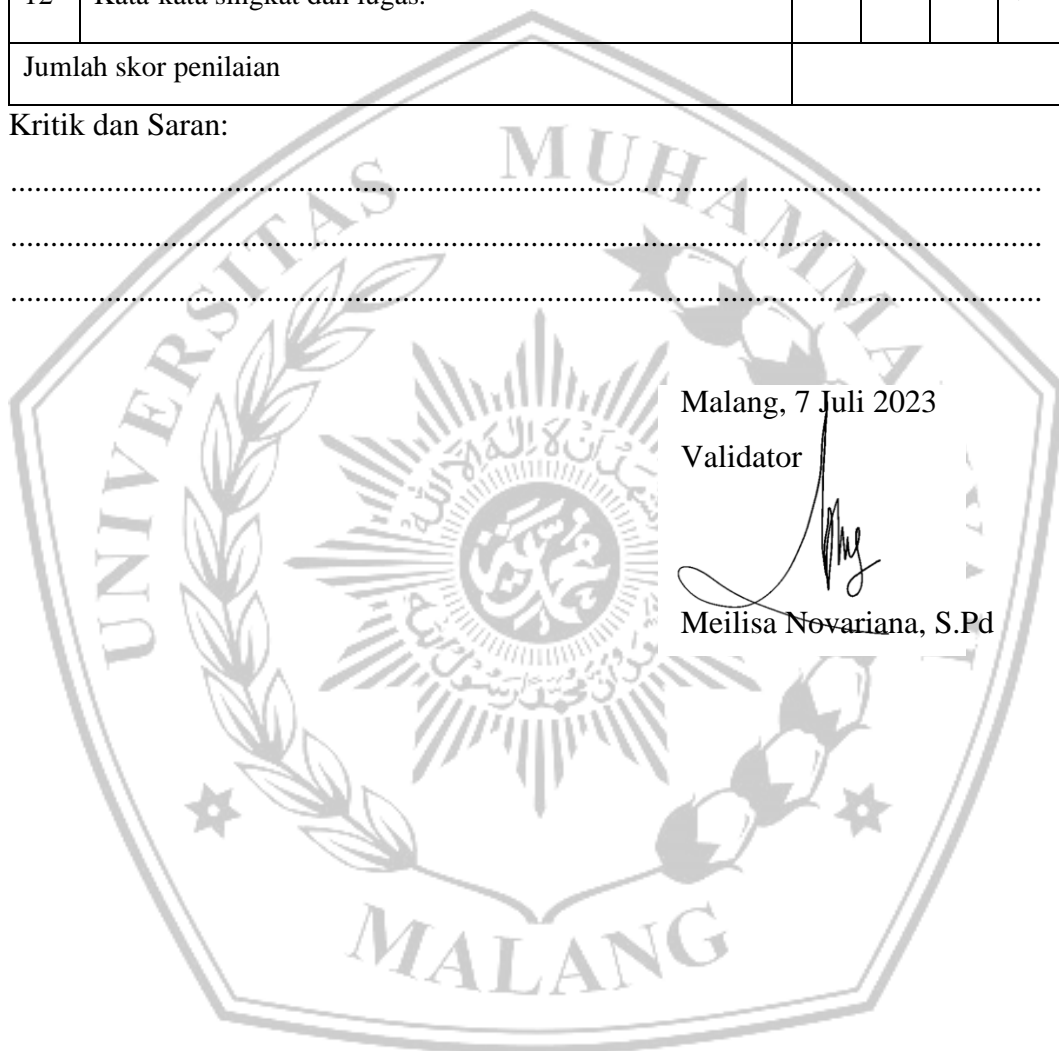 12 Kata-kata singkat dan lugas.
Jumlah skor penilaian
Kritik dan Saran:
...............................................................................................................................
...............................................................................................................................
...............................................................................................................................
Malang, 7 Juli 2023
Validator
Meilisa Novariana, S.Pd
UNIVERSITAS MUHAMMA
MALANG